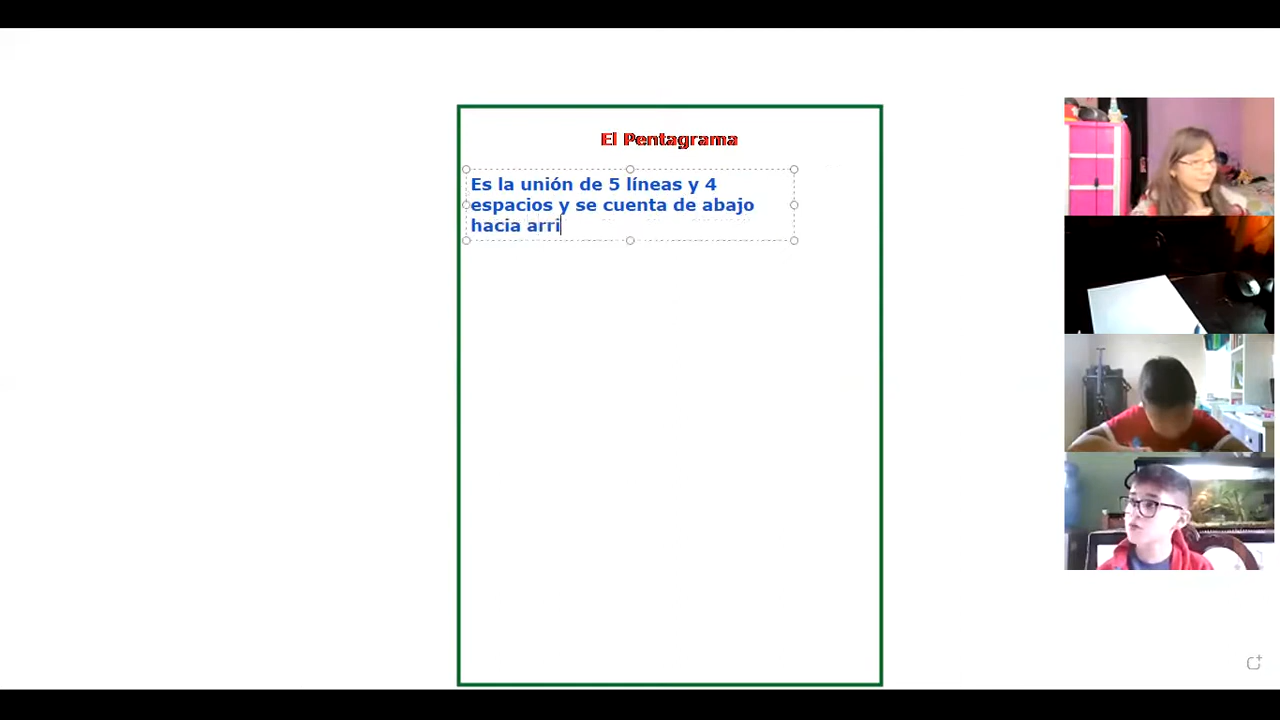 El Pentagrama
Es la unión de 5 líneas y 4
espacios y se cuenta de abajo
hacia arri